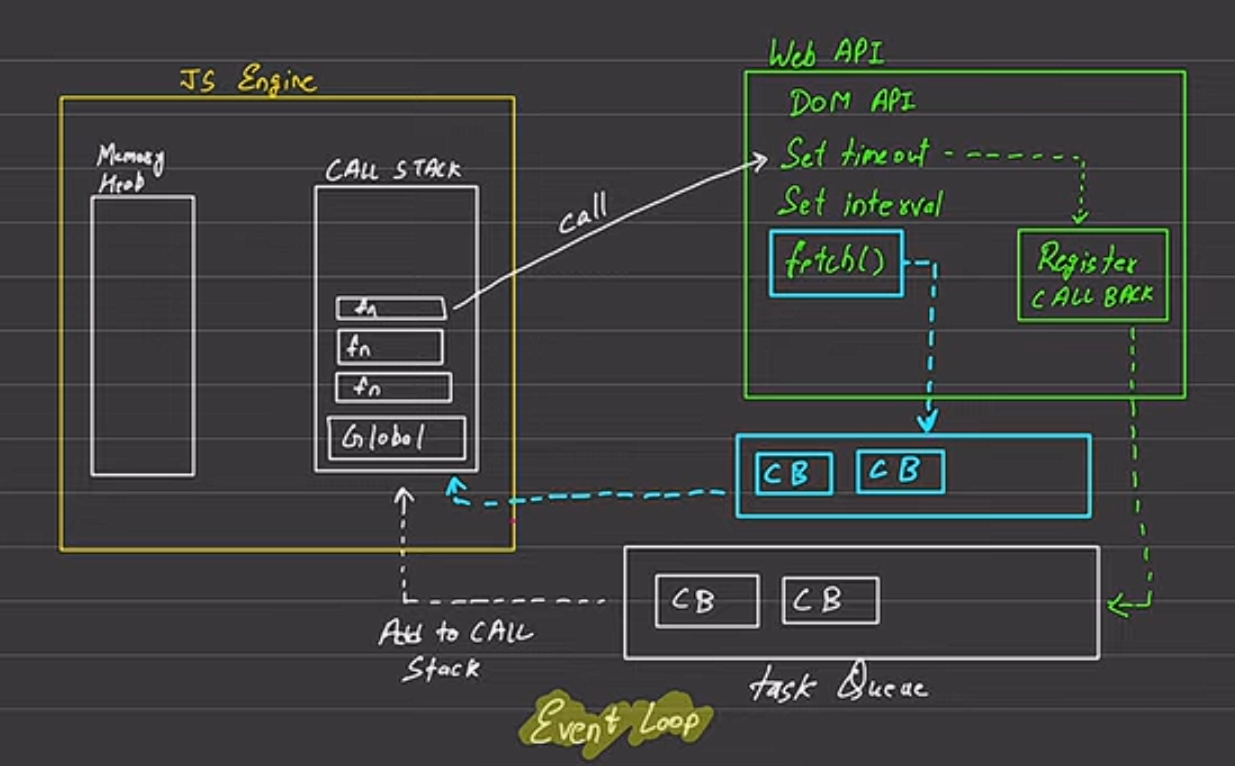 JS Engine
Memory
Heap
CALL STACK
fn
fn
fn
Global
call
Web API
DOM API
Set timeout
Set interval
fetch()
Register
CALL BACK
CB
CB
CB
CB
Add to CALL
Stack
task Queue
Event Loop